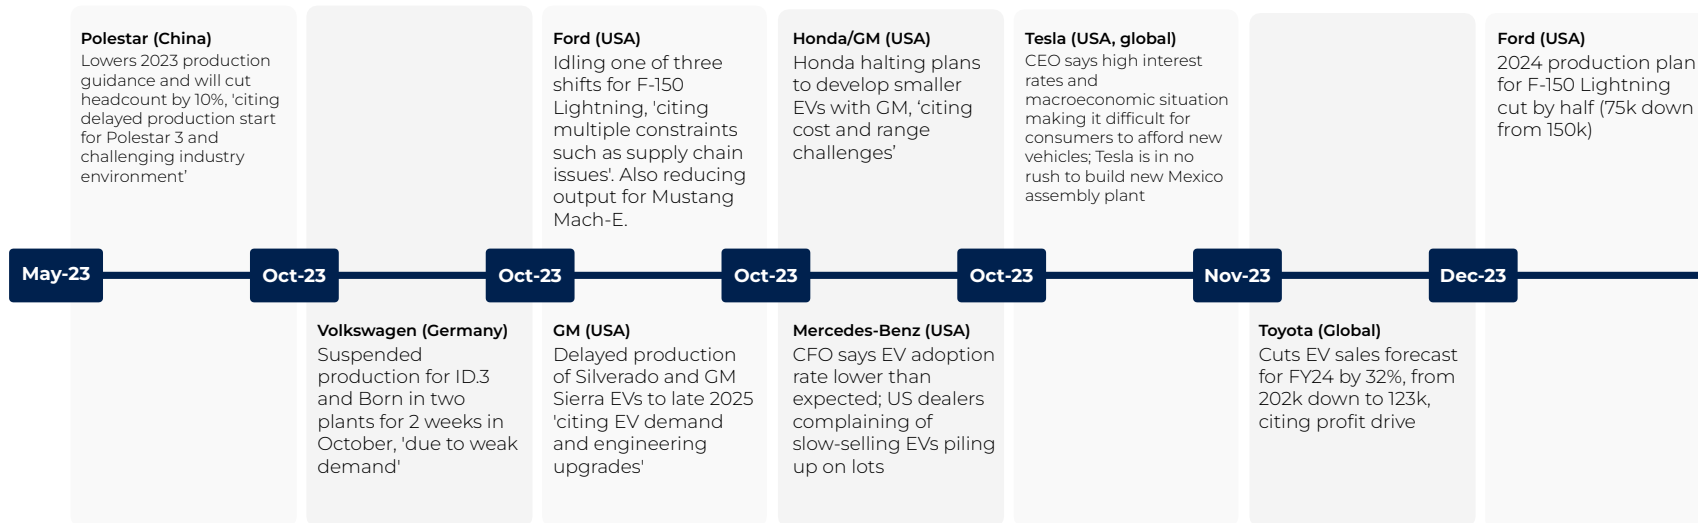 Polestar (China)
Lowers 2023 production
guidance and will cut
headcount by 10%, 'citing
delayed production start
for Polestar 3 and
challenging industry
environment’
Ford (USA)
Idling one of three
shifts for F-150
Lightning, 'citing
multiple constraints
such as supply chain
issues'. Also reducing
output for Mustang
Mach-E.
Honda/GM (USA)
Honda halting plans
to develop smaller
EVs with GM, ‘citing
cost and range
challenges’
Tesla (USA, global)
CEO says high interest
rates and
macroeconomic situation
making it difficult for
consumers to afford new
vehicles; Tesla is in no
rush to build new Mexico
assembly plant
Ford (USA)
2024 production plan
for F-150 Lightning
cut by half (75k down
from 150k)
May-23
Oct-23
Oct-23
Oct-23
Oct-23
Nov-23
Dec-23
Volkswagen (Germany)
Suspended
production for ID.3
and Born in two
plants for 2 weeks in
October, 'due to weak
demand'
GM (USA)
Delayed production
of Silverado and GM
Sierra EVs to late 2025
'citing EV demand
and engineering
upgrades'
Mercedes-Benz (USA)
CFO says EV adoption
rate lower than
expected; US dealers
complaining of
slow-selling EVs piling
up on lots
Toyota (Global)
Cuts EV sales forecast
for FY24 by 32%, from
202k down to 123k,
citing profit drive